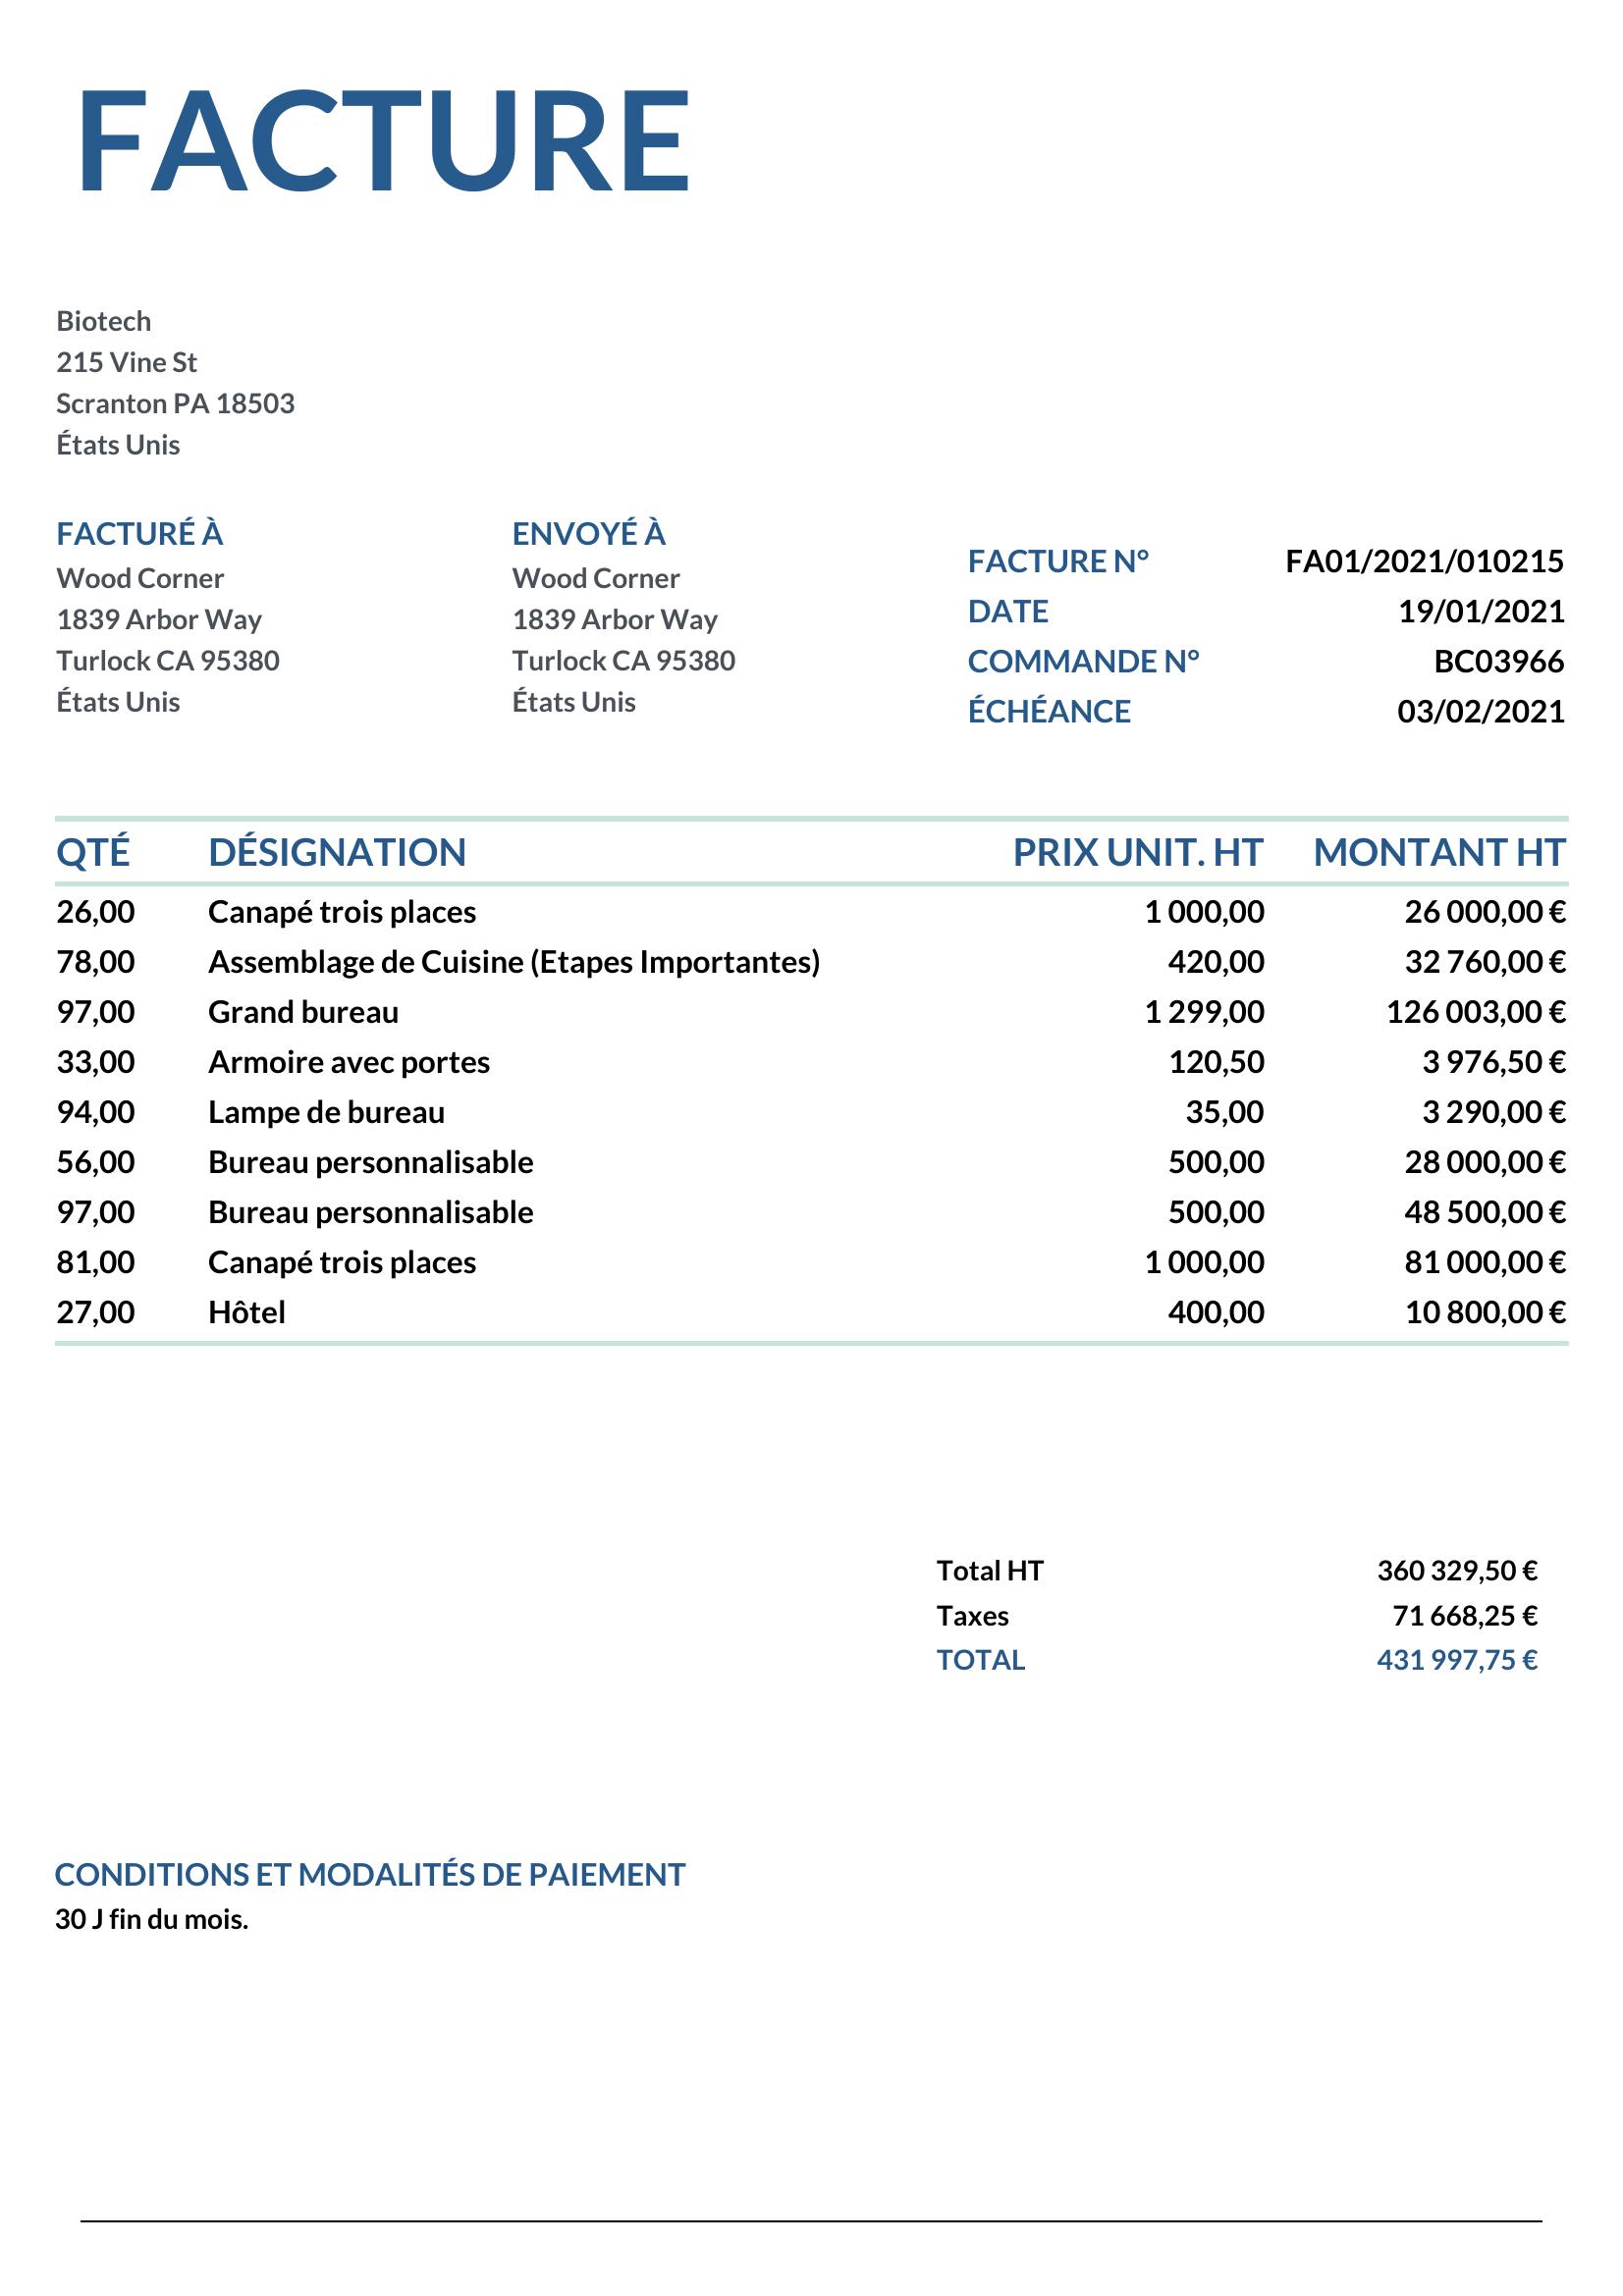 FACTURE
Biotech
215 Vine St
Scranton PA 18503
États Unis
FACTURÉ À
Wood Corner
1839 Arbor Way
Turlock CA 95380
États Unis
ENVOYÉ À
Wood Corner
1839 Arbor Way
Turlock CA 95380
États Unis
FACTURE N° FA01/2021/010215
DATE 19/01/2021
COMMANDE N° BC03966
ÉCHÉANCE 03/02/2021
QTÉ DÉSIGNATION PRIX UNIT. HT MONTANT HT
26,00 Canapé trois places 1 000,00 26 000,00 €
78,00 Assemblage de Cuisine (Etapes Importantes) 420,00 32 760,00 €
97,00 Grand bureau 1 299,00 126 003,00 €
33,00 Armoire avec portes 120,50 3 976,50 €
94,00 Lampe de bureau 35,00 3 290,00 €
56,00 Bureau personnalisable 500,00 28 000,00 €
97,00 Bureau personnalisable 500,00 48 500,00 €
81,00 Canapé trois places 1 000,00 81 000,00 €
27,00 Hôtel 400,00 10 800,00 €
Total HT 360 329,50 €
Taxes 71 668,25 €
TOTAL 431 997,75 €
CONDITIONS ET MODALITÉS DE PAIEMENT
30 J fin du mois.